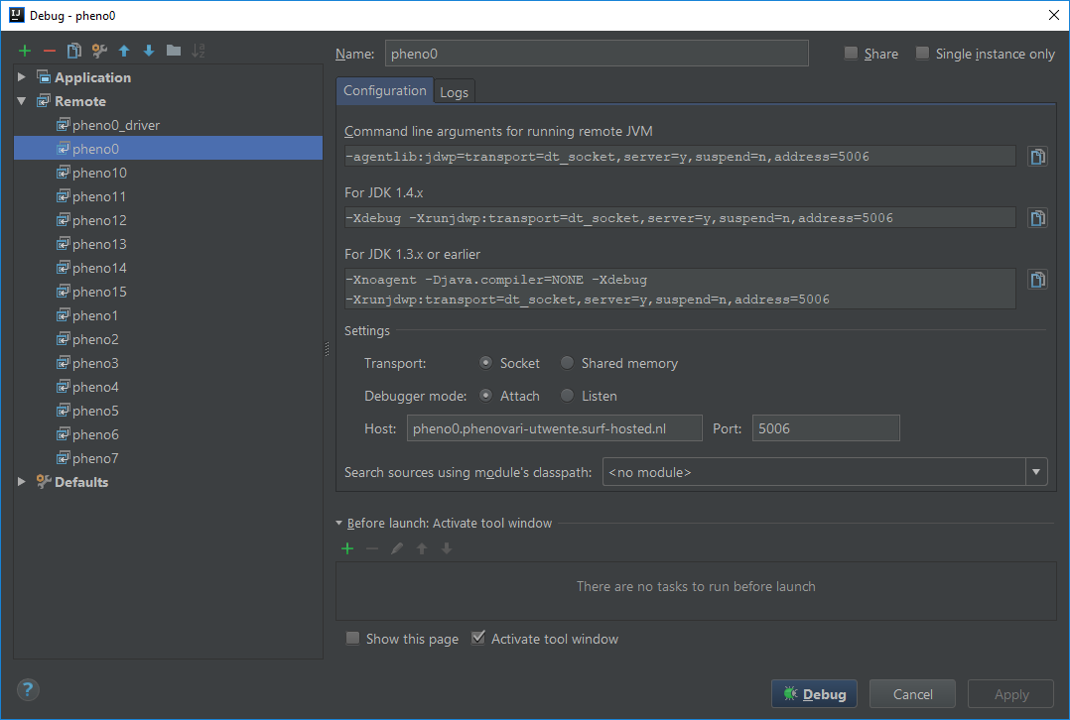 Debug - pheno0
Application
Remote
pheno0_driver
pheno0
pheno10
pheno11
pheno12
pheno13
pheno14
pheno15
pheno1
pheno2
pheno3
pheno4
pheno5
pheno6
pheno7
Defaults
Name: pheno0 Share Single instance only
Configuration Logs
Command line arguments for running remote JVM
-agentlib:jdwp=transport=dt_socket,server=y,suspend=n,address=5006
For JDK 1.4.x
-Xdebug -Xrunjdwp:transport=dt_socket,server=y,suspend=n,address=5006
For JDK 1.3.x or earlier
-Xnoagent -Djava.compiler=NONE -Xdebug
-Xrunjdwp:transport=dt_socket,server=y,suspend=n,address=5006
Settings
Transport: Socket Shared memory
Debugger mode: Attach Listen
Host: pheno0.phenovari-utwente.surf-hosted.nl Port: 5006
Search sources using module's classpath: <no module>
Before launch: Activate tool window
There are no tasks to run before launch
Show this page Activate tool window
? Debug Cancel Apply